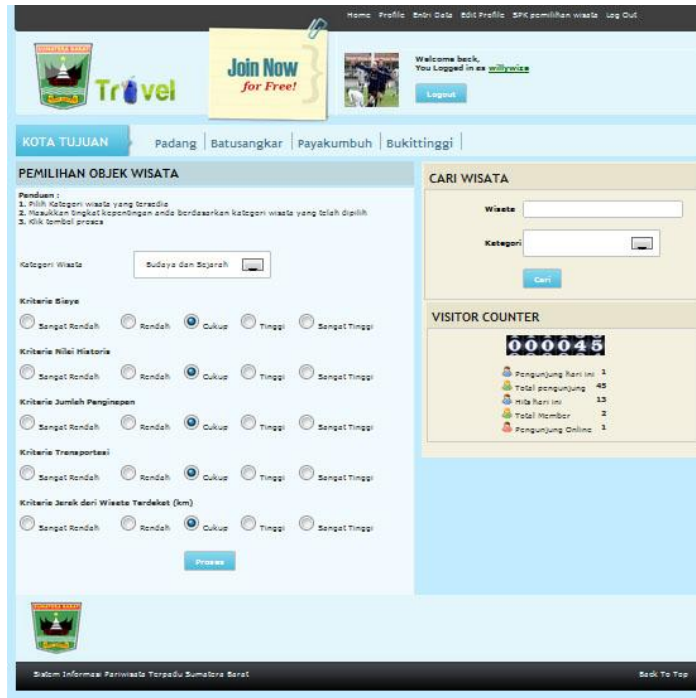 Home Profile Entri Data Edit Profile SPK pemilihan wisata Log Out
SUMATERA BARAT
Travel
Join Now
for Free!
Welcome back,
You Logged in as willywiza
Logout
KOTA TUJUAN
Padang Batusangkar Payakumbuh Bukittinggi
PEMILIHAN OBJEK WISATA
Panduan :
1. Pilih Kategori wisata yang tersedia
2. Masukkan tingkat kepentingan anda berdasarkan kategori wisata yang telah dipilih
3. Klik tombol proses
Kategori Wisata Budaya dan Sejarah
Kriteria Biaya
Sangat Rendah Rendah Cukup Tinggi Sangat Tinggi
Kriteria Nilai Historis
Sangat Rendah Rendah Cukup Tinggi Sangat Tinggi
Kriteria Jumlah Penginapan
Sangat Rendah Rendah Cukup Tinggi Sangat Tinggi
Kriteria Transportasi
Sangat Rendah Rendah Cukup Tinggi Sangat Tinggi
Kriteria Jarak dari Wisata Terdekat (km)
Sangat Rendah Rendah Cukup Tinggi Sangat Tinggi
Proses
CARI WISATA
Wisata
Kategori
Cari
VISITOR COUNTER
000045
Pengunjung hari ini 1
Total pengunjung 45
Hits hari ini 13
Total Member 2
Pengunjung Online 1
SUMATERA BARAT
Sistem Informasi Pariwisata Terpadu Sumatera Barat
Back To Top